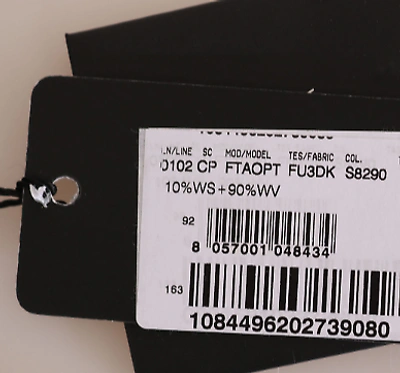 LN/LINE SC MOD/MODEL TES/FABRIC COL.
0102 CP FTAOPT FU3DK S8290
10%WS+90%WV
92
8 057001 048434
163
1084496202739080